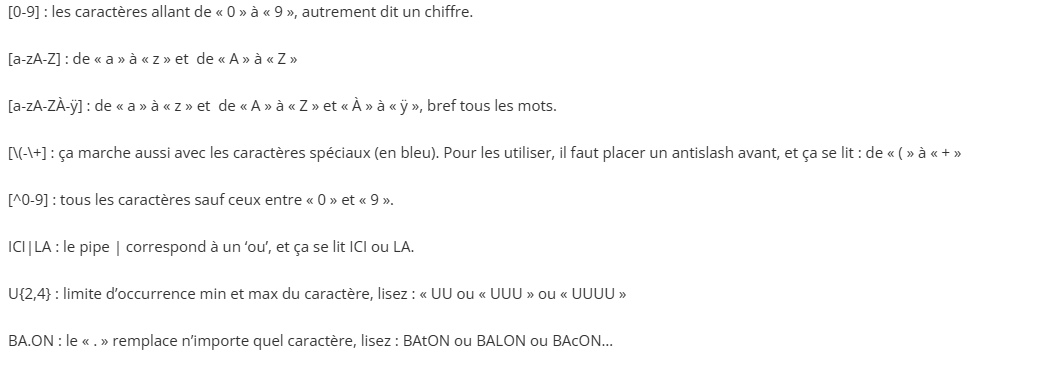 [0-9] : les caractères allant de « 0 » à « 9 », autrement dit un chiffre.
[a-zA-Z] : de « a » à « z » et  de « A » à « Z »
[a-zA-ZÀ-ÿ] : de « a » à « z » et  de « A » à « Z » et « À » à « ÿ », bref tous les mots.
[\(-\+] : ça marche aussi avec les caractères spéciaux (en bleu). Pour les utiliser, il faut placer un antislash avant, et ça se lit : de « ( » à « + »
[^0-9] : tous les caractères sauf ceux entre « 0 » et « 9 ».
ICI|LA : le pipe | correspond à un ‘ou’, et ça se lit ICI ou LA.
U{2,4} : limite d’occurrence min et max du caractère, lisez : « UU ou « UUU » ou « UUUU »
BA.ON : le « . » remplace n’importe quel caractère, lisez : BAtON ou BALON ou BAcON…